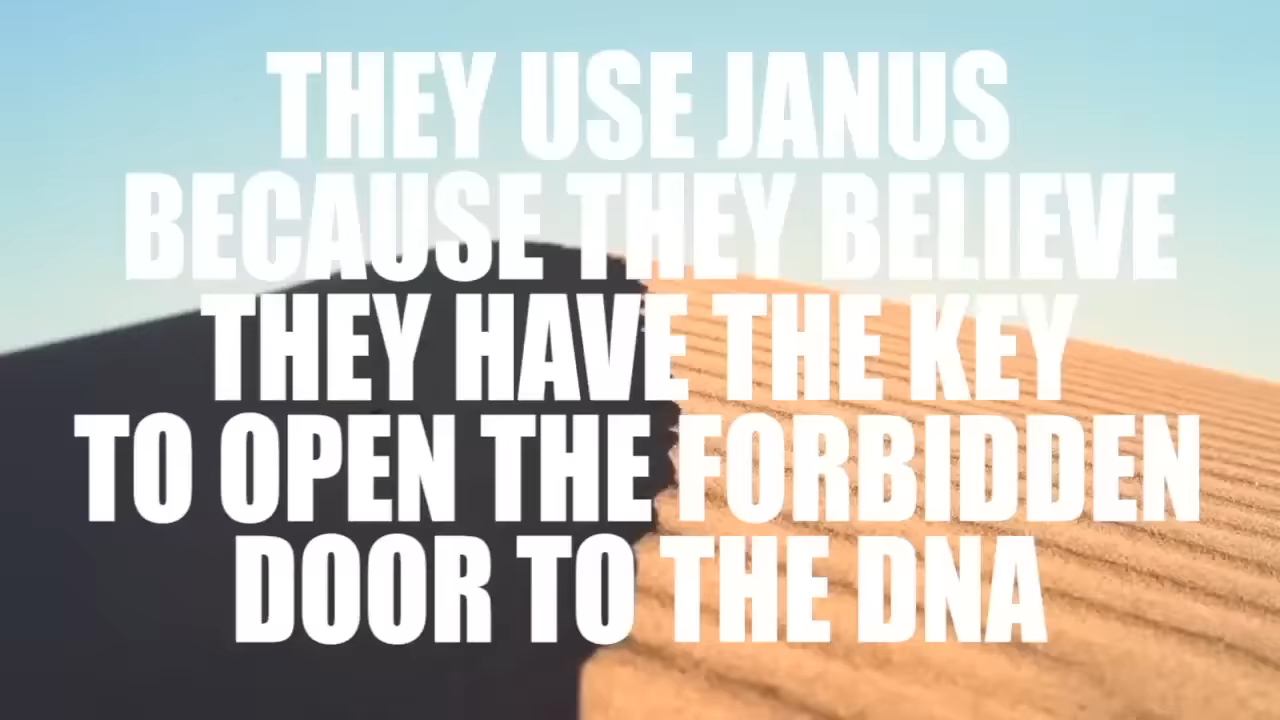 THEY USE JANUS
BECAUSE THEY BELIEVE
THEY HAVE THE KEY
TO OPEN THE FORBIDDEN
DOOR TO THE DNA